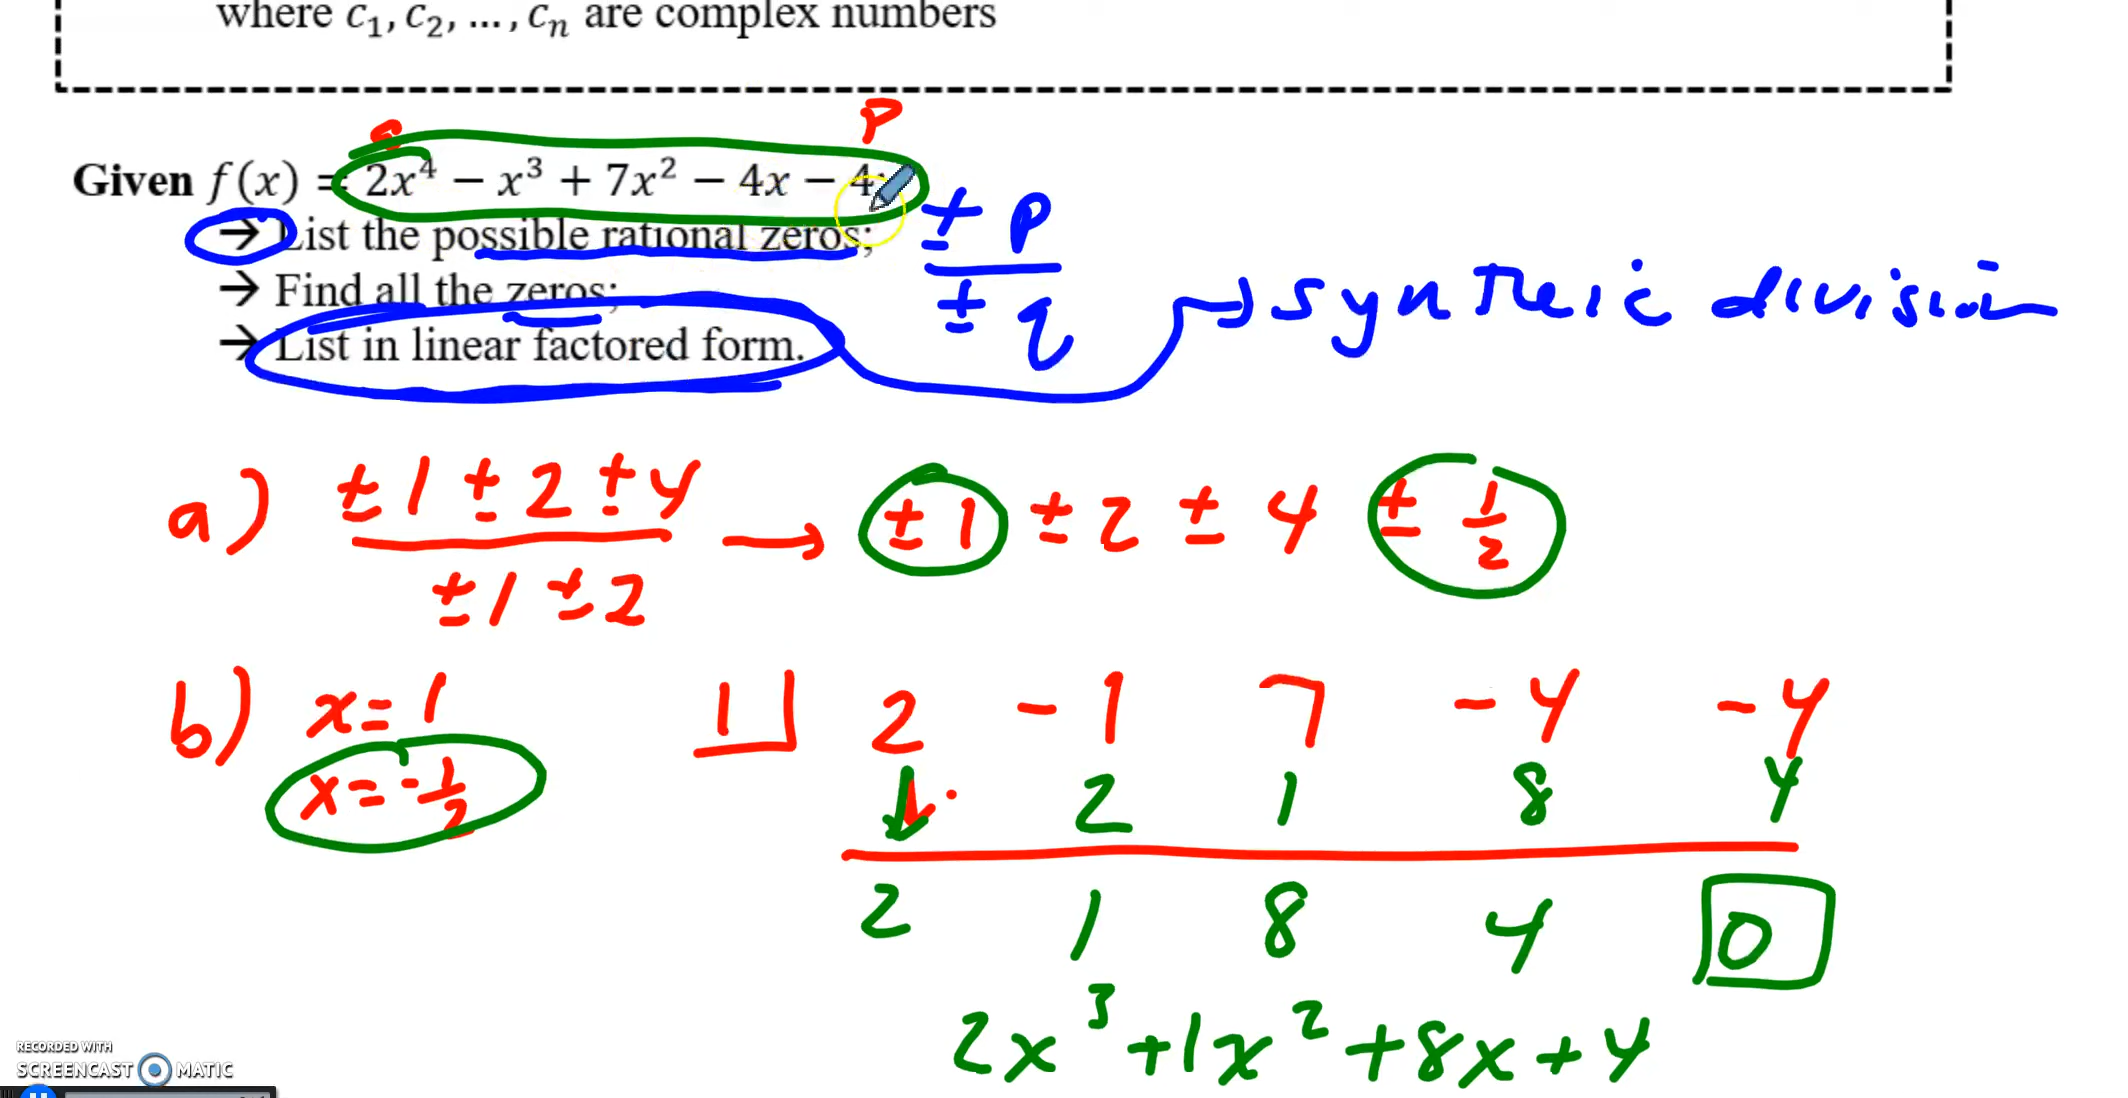 where c₁, c₂, ..., cₙ are complex numbers
p
Given f(x) = 2x⁴ − x³ + 7x² − 4x − 4;
→ List the possible rational zeros;
→ Find all the zeros;
→ List in linear factored form.
± p
± q
→ synthetic division
a) ± 1 ± 2 ± 4 → ± 1 ± 2 ± 4 ± 1/2
± 1 ± 2
b) x = 1
x = -1/2
1 2 -1 7 -4 -4
2 1 8 4
2 1 8 4 0
2x³ + 1x² + 8x + 4
RECORDED WITH
SCREENCAST MATIC